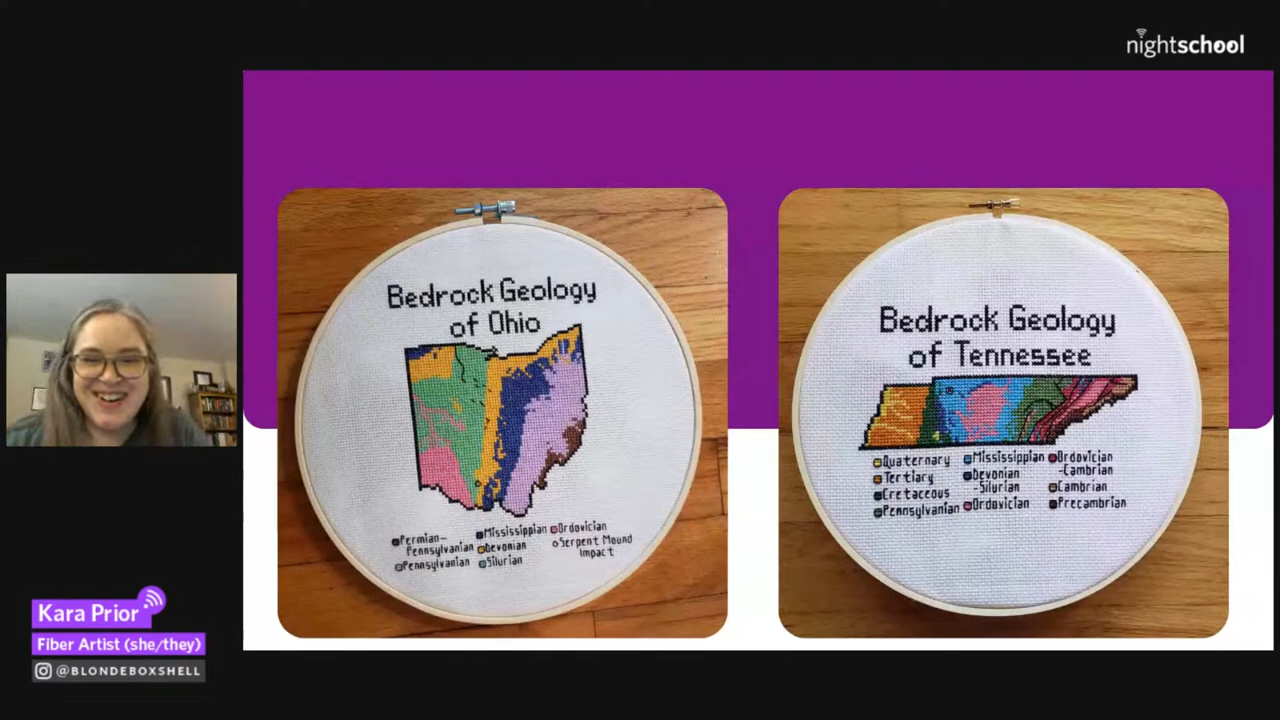 nightschool
Bedrock Geology
of Ohio
Permian-
Pennsylvanian
Pennsylvanian
Mississippian
Devonian
Silurian
Ordovician
Serpent Mound
Impact
Bedrock Geology
of Tennessee
Quaternary
Tertiary
Cretaceous
Pennsylvanian
Mississippian
Devonian
-Silurian
Ordovician
Ordovician
-Cambrian
Cambrian
Precambrian
Kara Prior
Fiber Artist (she/they)
@BLONDEBOXSHELL